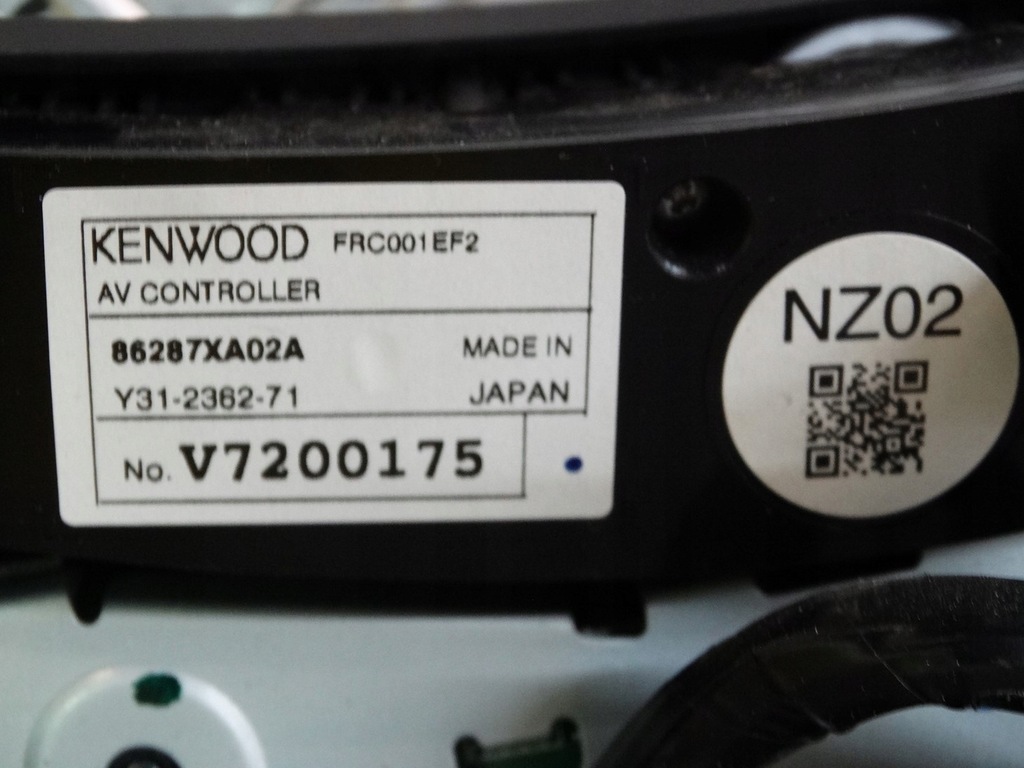 KENWOOD FRC001EF2
AV CONTROLLER
86287XA02A MADE IN
Y31-2362-71 JAPAN
No. V7200175
NZ02